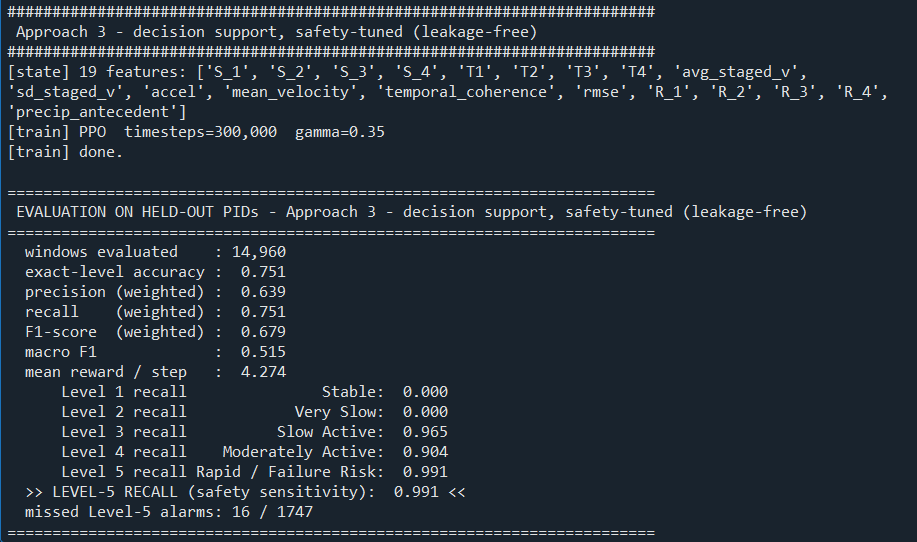 ########################################################################
Approach 3 - decision support, safety-tuned (leakage-free)
########################################################################
[state] 19 features: ['S_1', 'S_2', 'S_3', 'S_4', 'T1', 'T2', 'T3', 'T4', 'avg_staged_v',
'sd_staged_v', 'accel', 'mean_velocity', 'temporal_coherence', 'rmse', 'R_1', 'R_2', 'R_3', 'R_4',
'precip_antecedent']
[train] PPO  timesteps=300,000  gamma=0.35
[train] done.
========================================================================
EVALUATION ON HELD-OUT PIDs - Approach 3 - decision support, safety-tuned (leakage-free)
========================================================================
windows evaluated    : 14,960
exact-level accuracy :  0.751
precision (weighted) :  0.639
recall    (weighted) :  0.751
F1-score  (weighted) :  0.679
macro F1             :  0.515
mean reward / step   :  4.274
Level 1 recall               Stable:  0.000
Level 2 recall            Very Slow:  0.000
Level 3 recall          Slow Active:  0.965
Level 4 recall    Moderately Active:  0.904
Level 5 recall Rapid / Failure Risk:  0.991
>> LEVEL-5 RECALL (safety sensitivity):  0.991 <<
missed Level-5 alarms: 16 / 1747
========================================================================